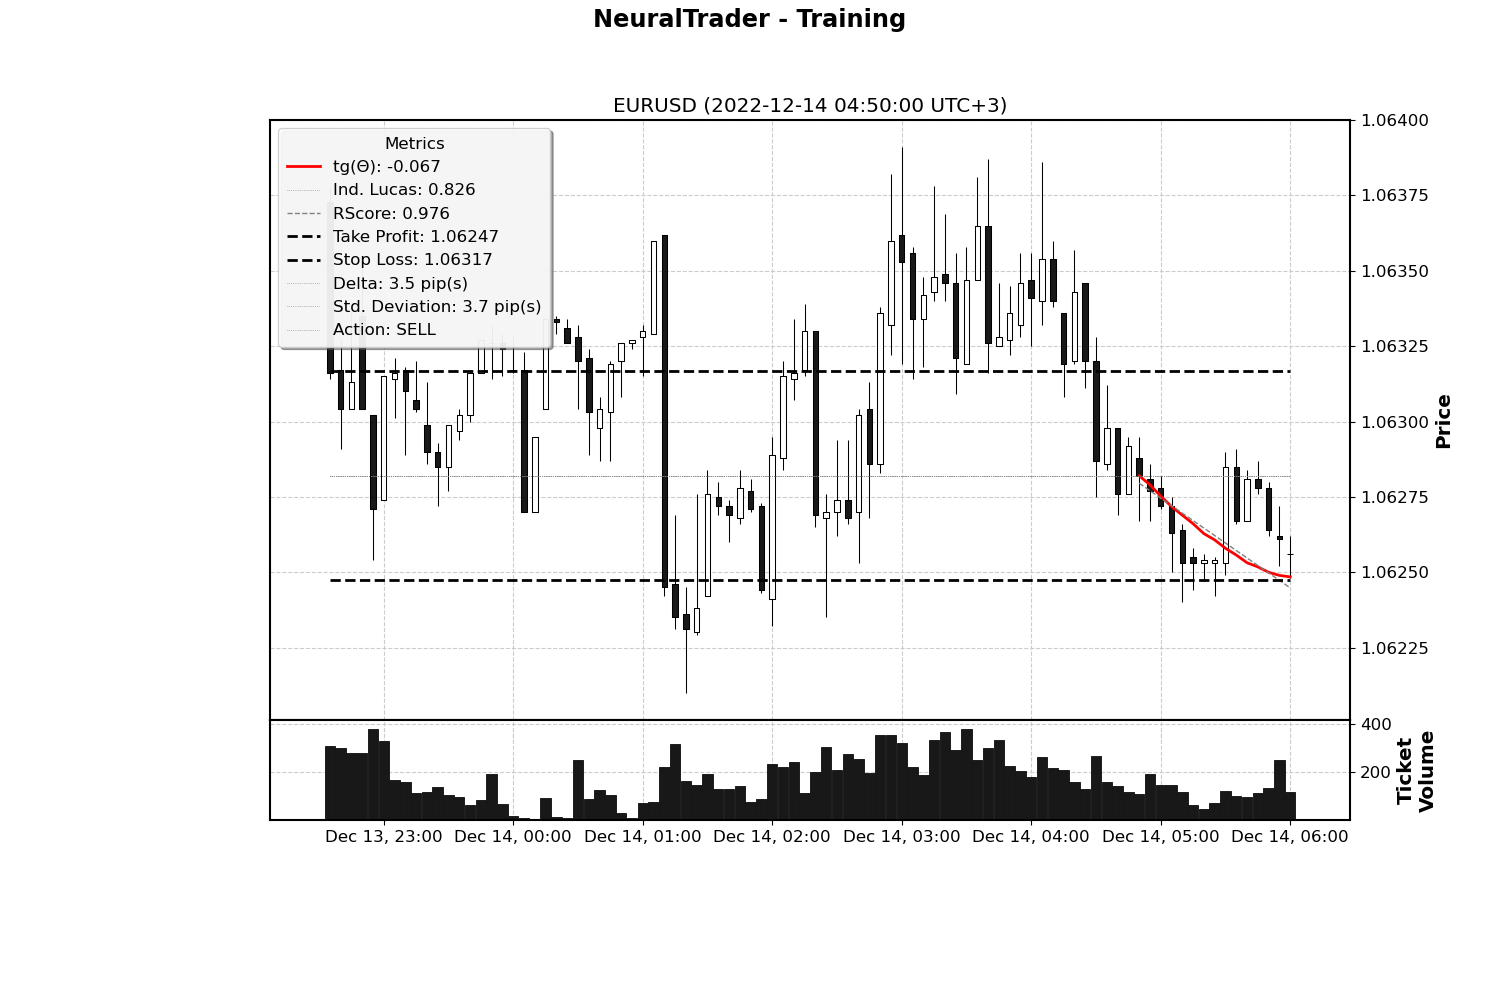 NeuralTrader - Training
EURUSD (2022-12-14 04:50:00 UTC+3)
Metrics
tg(Θ): -0.067
Ind. Lucas: 0.826
RScore: 0.976
Take Profit: 1.06247
Stop Loss: 1.06317
Delta: 3.5 pip(s)
Std. Deviation: 3.7 pip(s)
Action: SELL
1.06400
1.06375
1.06350
1.06325
1.06300
1.06275
1.06250
1.06225
Price
400
200
Ticket
Volume
Dec 13, 23:00 Dec 14, 00:00 Dec 14, 01:00 Dec 14, 02:00 Dec 14, 03:00 Dec 14, 04:00 Dec 14, 05:00 Dec 14, 06:00